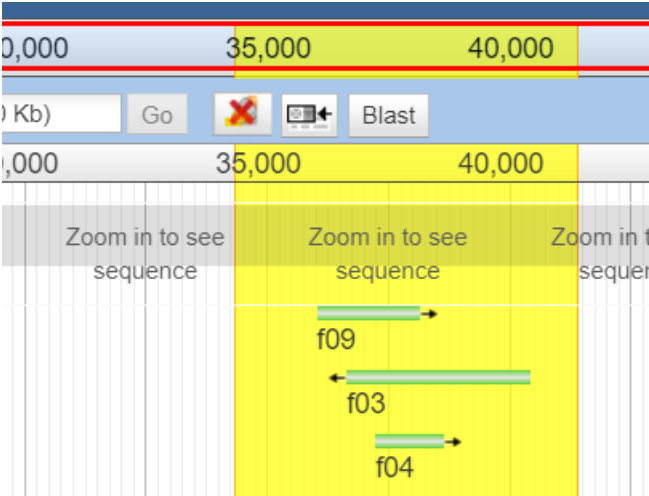 0,000 35,000 40,000
0 Kb) Go Blast
,000 35,000 40,000
Zoom in to see Zoom in to see Zoom in t
sequence sequence sequer
f09
f03
f04